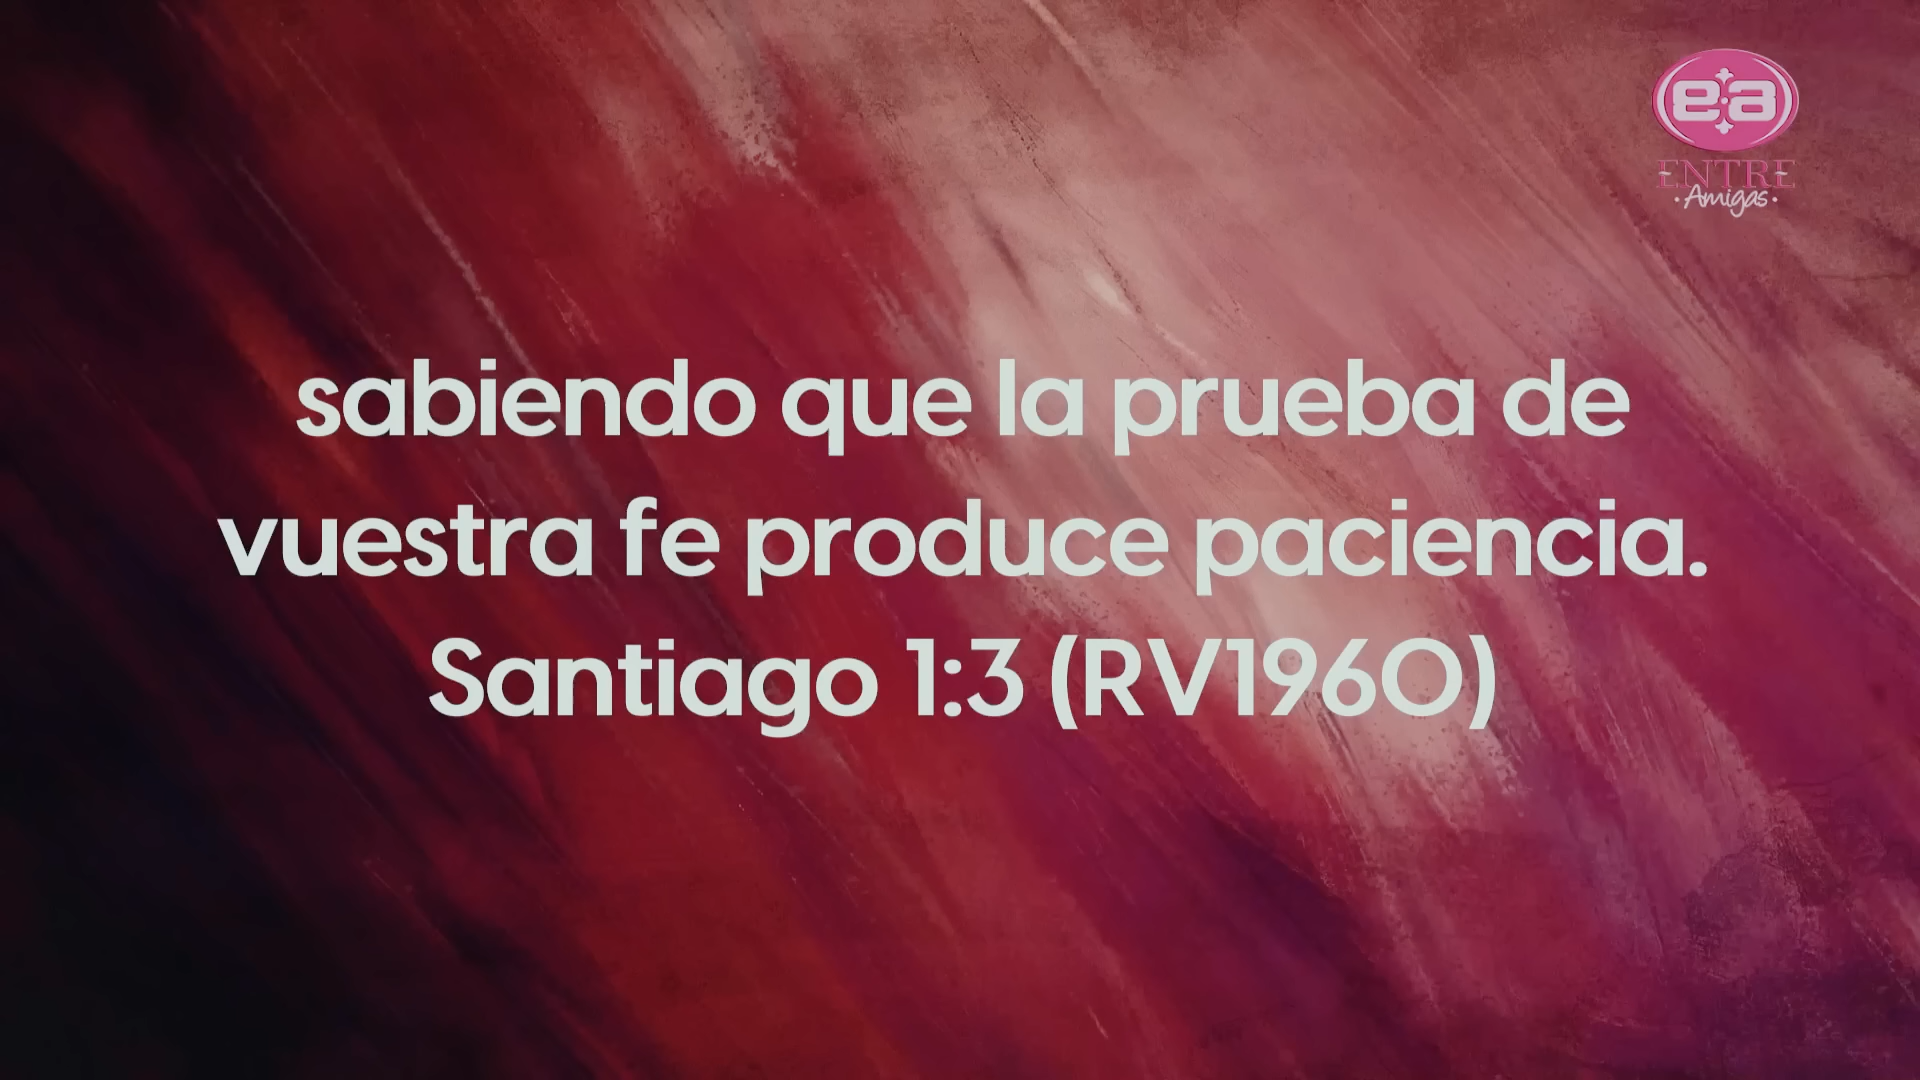 e·a
ENTRE
·Amigas·
sabiendo que la prueba de
vuestra fe produce paciencia.
Santiago 1:3 (RV1960)